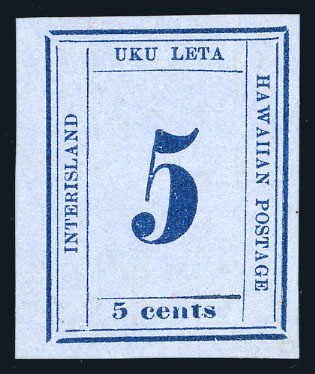 UKU LETA
INTERISLAND
5
HAWAIIAN POSTAGE
5 cents